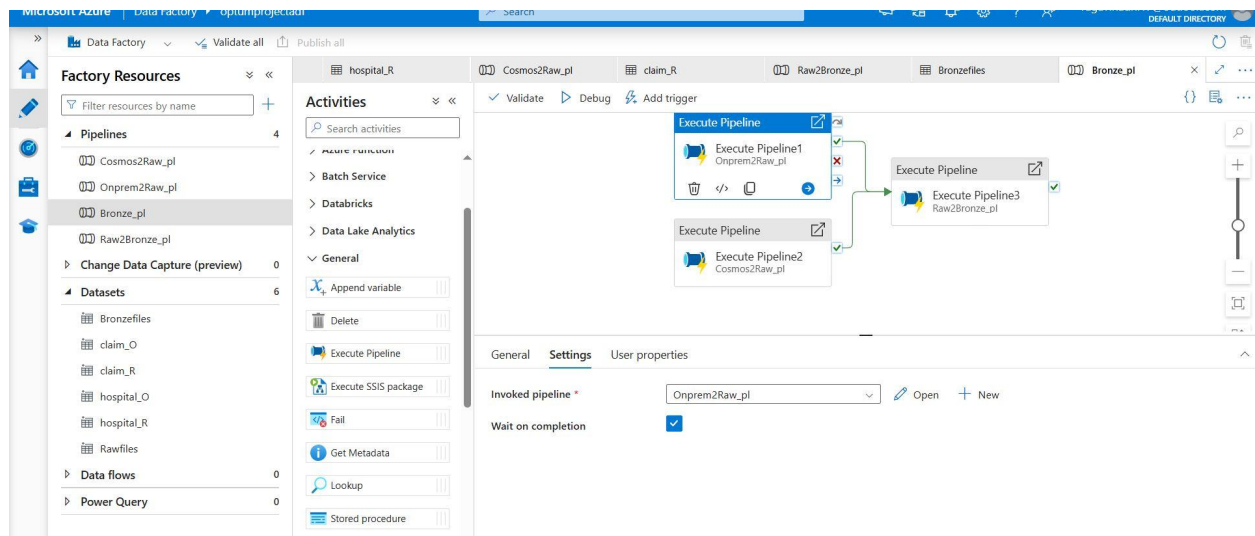 Microsoft Azure | Data Factory ▸ optumprojectadf
Search
DEFAULT DIRECTORY
Data Factory
Validate all
Publish all
Factory Resources
Filter resources by name
Pipelines 4
Cosmos2Raw_pl
Onprem2Raw_pl
Bronze_pl
Raw2Bronze_pl
Change Data Capture (preview) 0
Datasets 6
Bronzefiles
claim_O
claim_R
hospital_O
hospital_R
Rawfiles
Data flows 0
Power Query 0
hospital_R
Cosmos2Raw_pl
claim_R
Raw2Bronze_pl
Bronzefiles
Bronze_pl
Activities
Search activities
Azure Function
Batch Service
Databricks
Data Lake Analytics
General
Append variable
Delete
Execute Pipeline
Execute SSIS package
Fail
Get Metadata
Lookup
Stored procedure
Validate
Debug
Add trigger
Execute Pipeline
Execute Pipeline1
Onprem2Raw_pl
Execute Pipeline
Execute Pipeline2
Cosmos2Raw_pl
Execute Pipeline
Execute Pipeline3
Raw2Bronze_pl
General
Settings
User properties
Invoked pipeline *
Onprem2Raw_pl
Open
New
Wait on completion